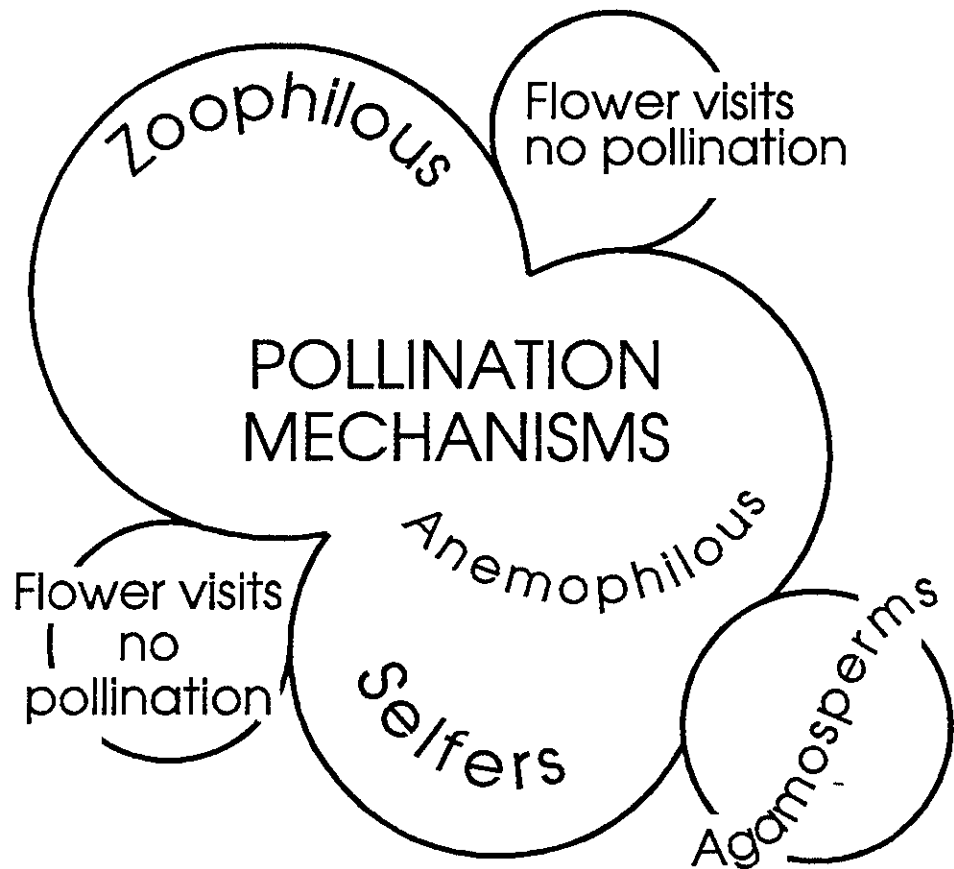 Zoophilous
Flower visits
no pollination
POLLINATION
MECHANISMS
Anemophilous
Flower visits
no
pollination
Selfers
Agamosperms